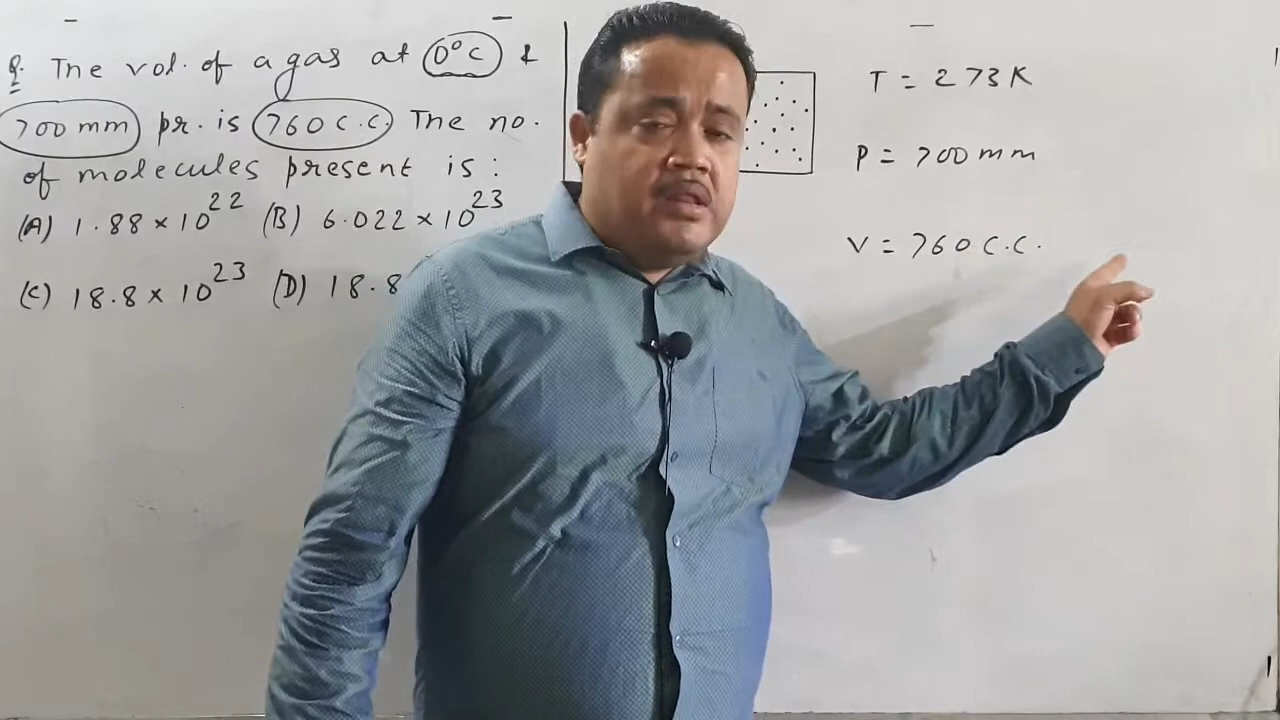 Q: The vol. of a gas at 0°C &
700 mm pr. is 760 C.C. The no.
of molecules present is:
(A) 1.88 × 10^22 (B) 6.022 × 10^23
(C) 18.8 × 10^23 (D) 18.8
T = 273 K
P = 700 mm
V = 760 C.C.